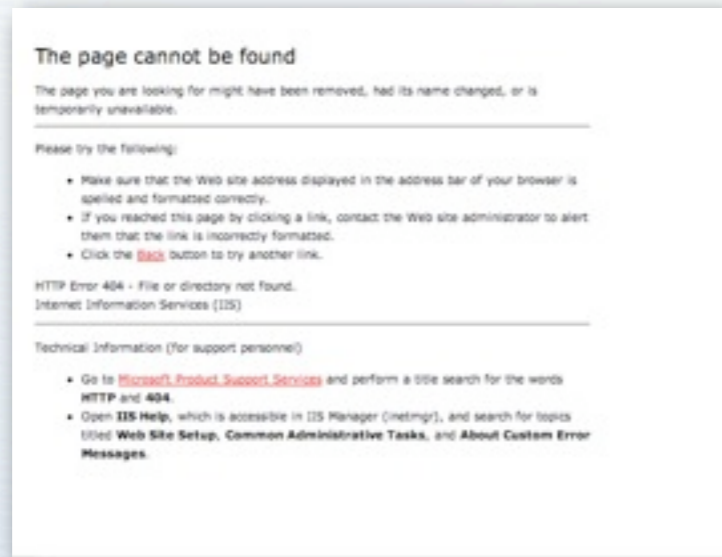 The page cannot be found
The page you are looking for might have been removed, had its name changed, or is
temporarily unavailable.
Please try the following:
• Make sure that the Web site address displayed in the address bar of your browser is
spelled and formatted correctly.
• If you reached this page by clicking a link, contact the Web site administrator to alert
them that the link is incorrectly formatted.
• Click the Back button to try another link.
HTTP Error 404 - File or directory not found.
Internet Information Services (IIS)
Technical Information (for support personnel)
• Go to Microsoft Product Support Services and perform a title search for the words
HTTP and 404.
• Open IIS Help, which is accessible in IIS Manager (inetmgr), and search for topics
titled Web Site Setup, Common Administrative Tasks, and About Custom Error
Messages.